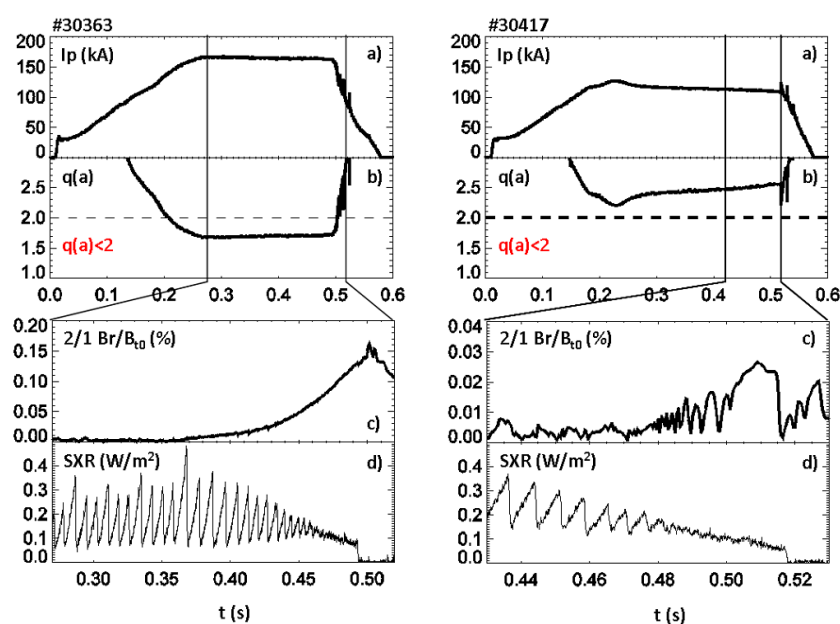 #30363
Ip (kA)
a)
200
150
100
50
0
q(a)
b)
2.5
2.0
q(a)<2
1.5
1.0
0.0 0.1 0.2 0.3 0.4 0.5 0.6
0.20
2/1 Br/Bt0 (%)
0.15
0.10
0.05
c)
0.00
SXR (W/m²)
d)
0.4
0.3
0.2
0.1
0.0
0.30 0.35 0.40 0.45 0.50
t (s)
#30417
Ip (kA)
a)
200
150
100
50
0
q(a)
b)
2.5
2.0
q(a)<2
1.5
1.0
0.0 0.1 0.2 0.3 0.4 0.5 0.6
0.04
2/1 Br/Bt0 (%)
c)
0.03
0.02
0.01
0.00
SXR (W/m²)
d)
0.4
0.3
0.2
0.1
0.0
0.44 0.46 0.48 0.50 0.52
t (s)